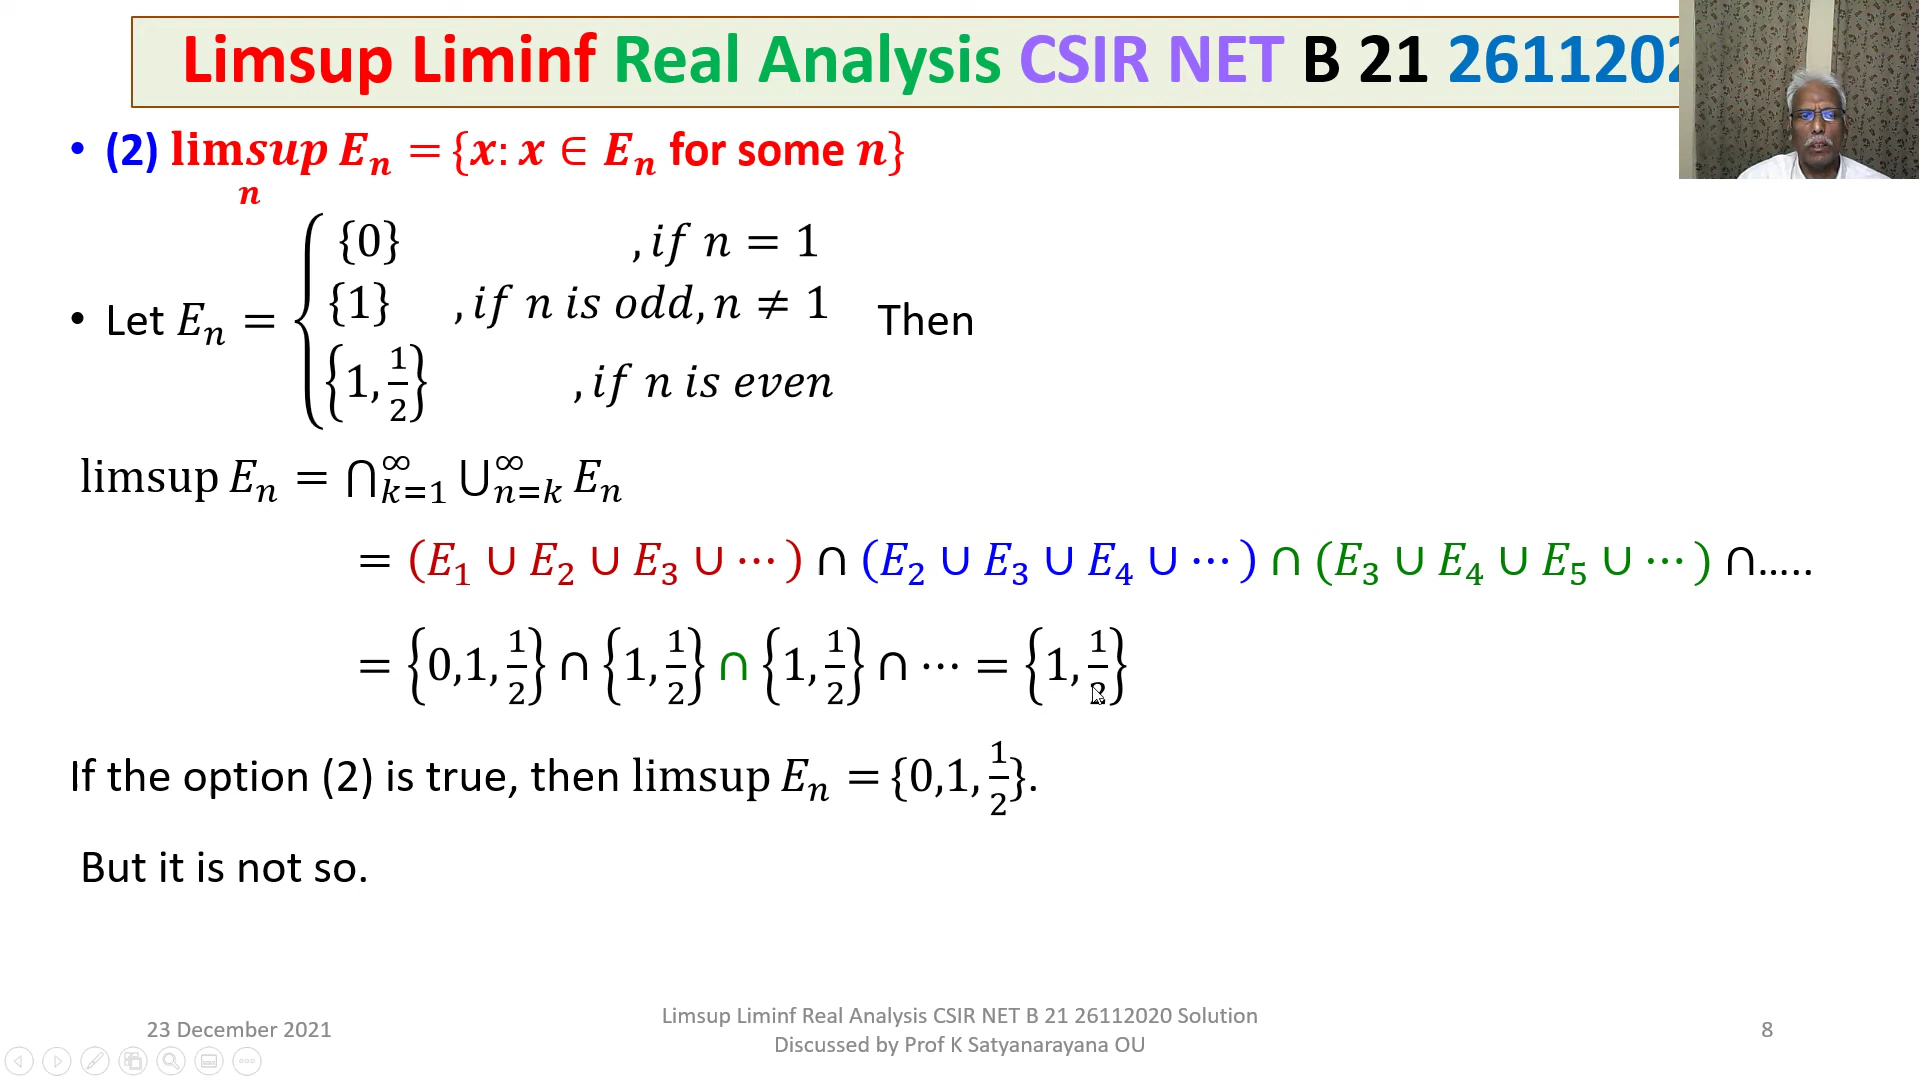 Limsup Liminf Real Analysis CSIR NET B 21 2611202
• (2) limsup Eₙ = {x: x ∈ Eₙ for some n}
n
{0} , if n = 1
• Let Eₙ = { {1} , if n is odd, n ≠ 1 Then
{1, 1/2} , if n is even
limsup Eₙ = ⋂_{k=1}^{∞} ⋃_{n=k}^{∞} Eₙ
= (E₁ ∪ E₂ ∪ E₃ ∪ ⋯ ) ∩ (E₂ ∪ E₃ ∪ E₄ ∪ ⋯ ) ∩ (E₃ ∪ E₄ ∪ E₅ ∪ ⋯ ) ∩.....
= {0,1, 1/2} ∩ {1, 1/2} ∩ {1, 1/2} ∩ ⋯ = {1, 1/2}
If the option (2) is true, then limsup Eₙ = {0,1, 1/2}.
But it is not so.
23 December 2021
Limsup Liminf Real Analysis CSIR NET B 21 26112020 Solution
Discussed by Prof K Satyanarayana OU
8